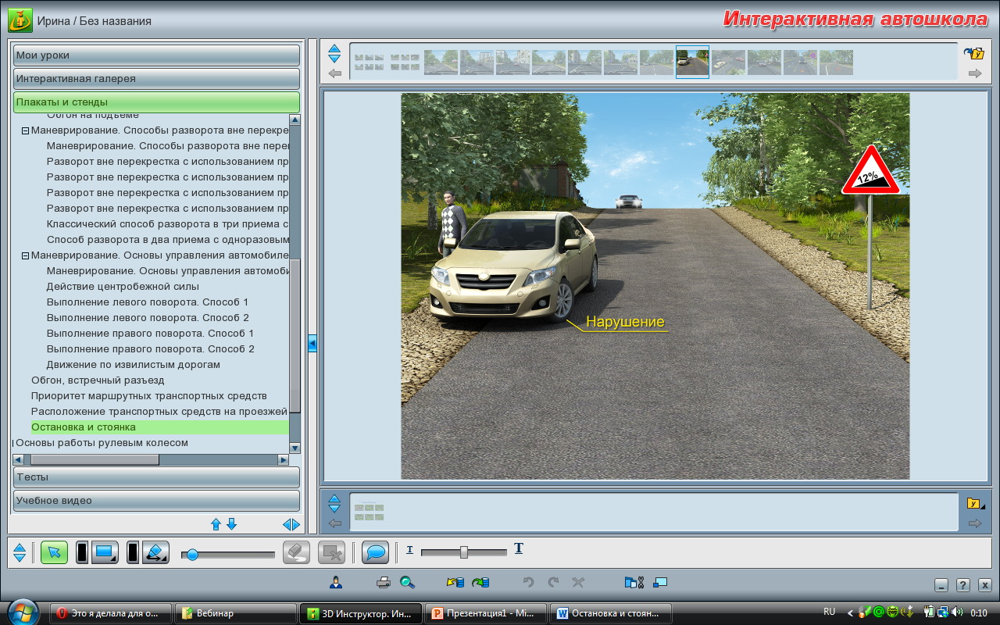 Ирина / Без названия
Интерактивная автошкола
Мои уроки
Интерактивная галерея
Плакаты и стенды
Обгон на подъеме
Маневрирование. Способы разворота вне перекре
Маневрирование. Способы разворота вне пере
Разворот вне перекрестка с использованием пр
Разворот вне перекрестка с использованием пр
Разворот вне перекрестка с использованием пр
Разворот вне перекрестка с использованием пр
Классический способ разворота в три приема с
Способ разворота в два приема с одноразовым
Маневрирование. Основы управления автомобиле
Маневрирование. Основы управления автомоби
Действие центробежной силы
Выполнение левого поворота. Способ 1
Выполнение левого поворота. Способ 2
Выполнение правого поворота. Способ 1
Выполнение правого поворота. Способ 2
Движение по извилистым дорогам
Обгон, встречный разъезд
Приоритет маршрутных транспортных средств
Расположение транспортных средств на проезжей
Остановка и стоянка
Основы работы рулевым колесом
Тесты
Учебное видео
12%
Нарушение
У
У
T
T
?
x
Это я делала для о...
Вебинар
3D Инструктор. Ин...
Презентация1 - Mi...
Остановка и стоян...
RU
0:10